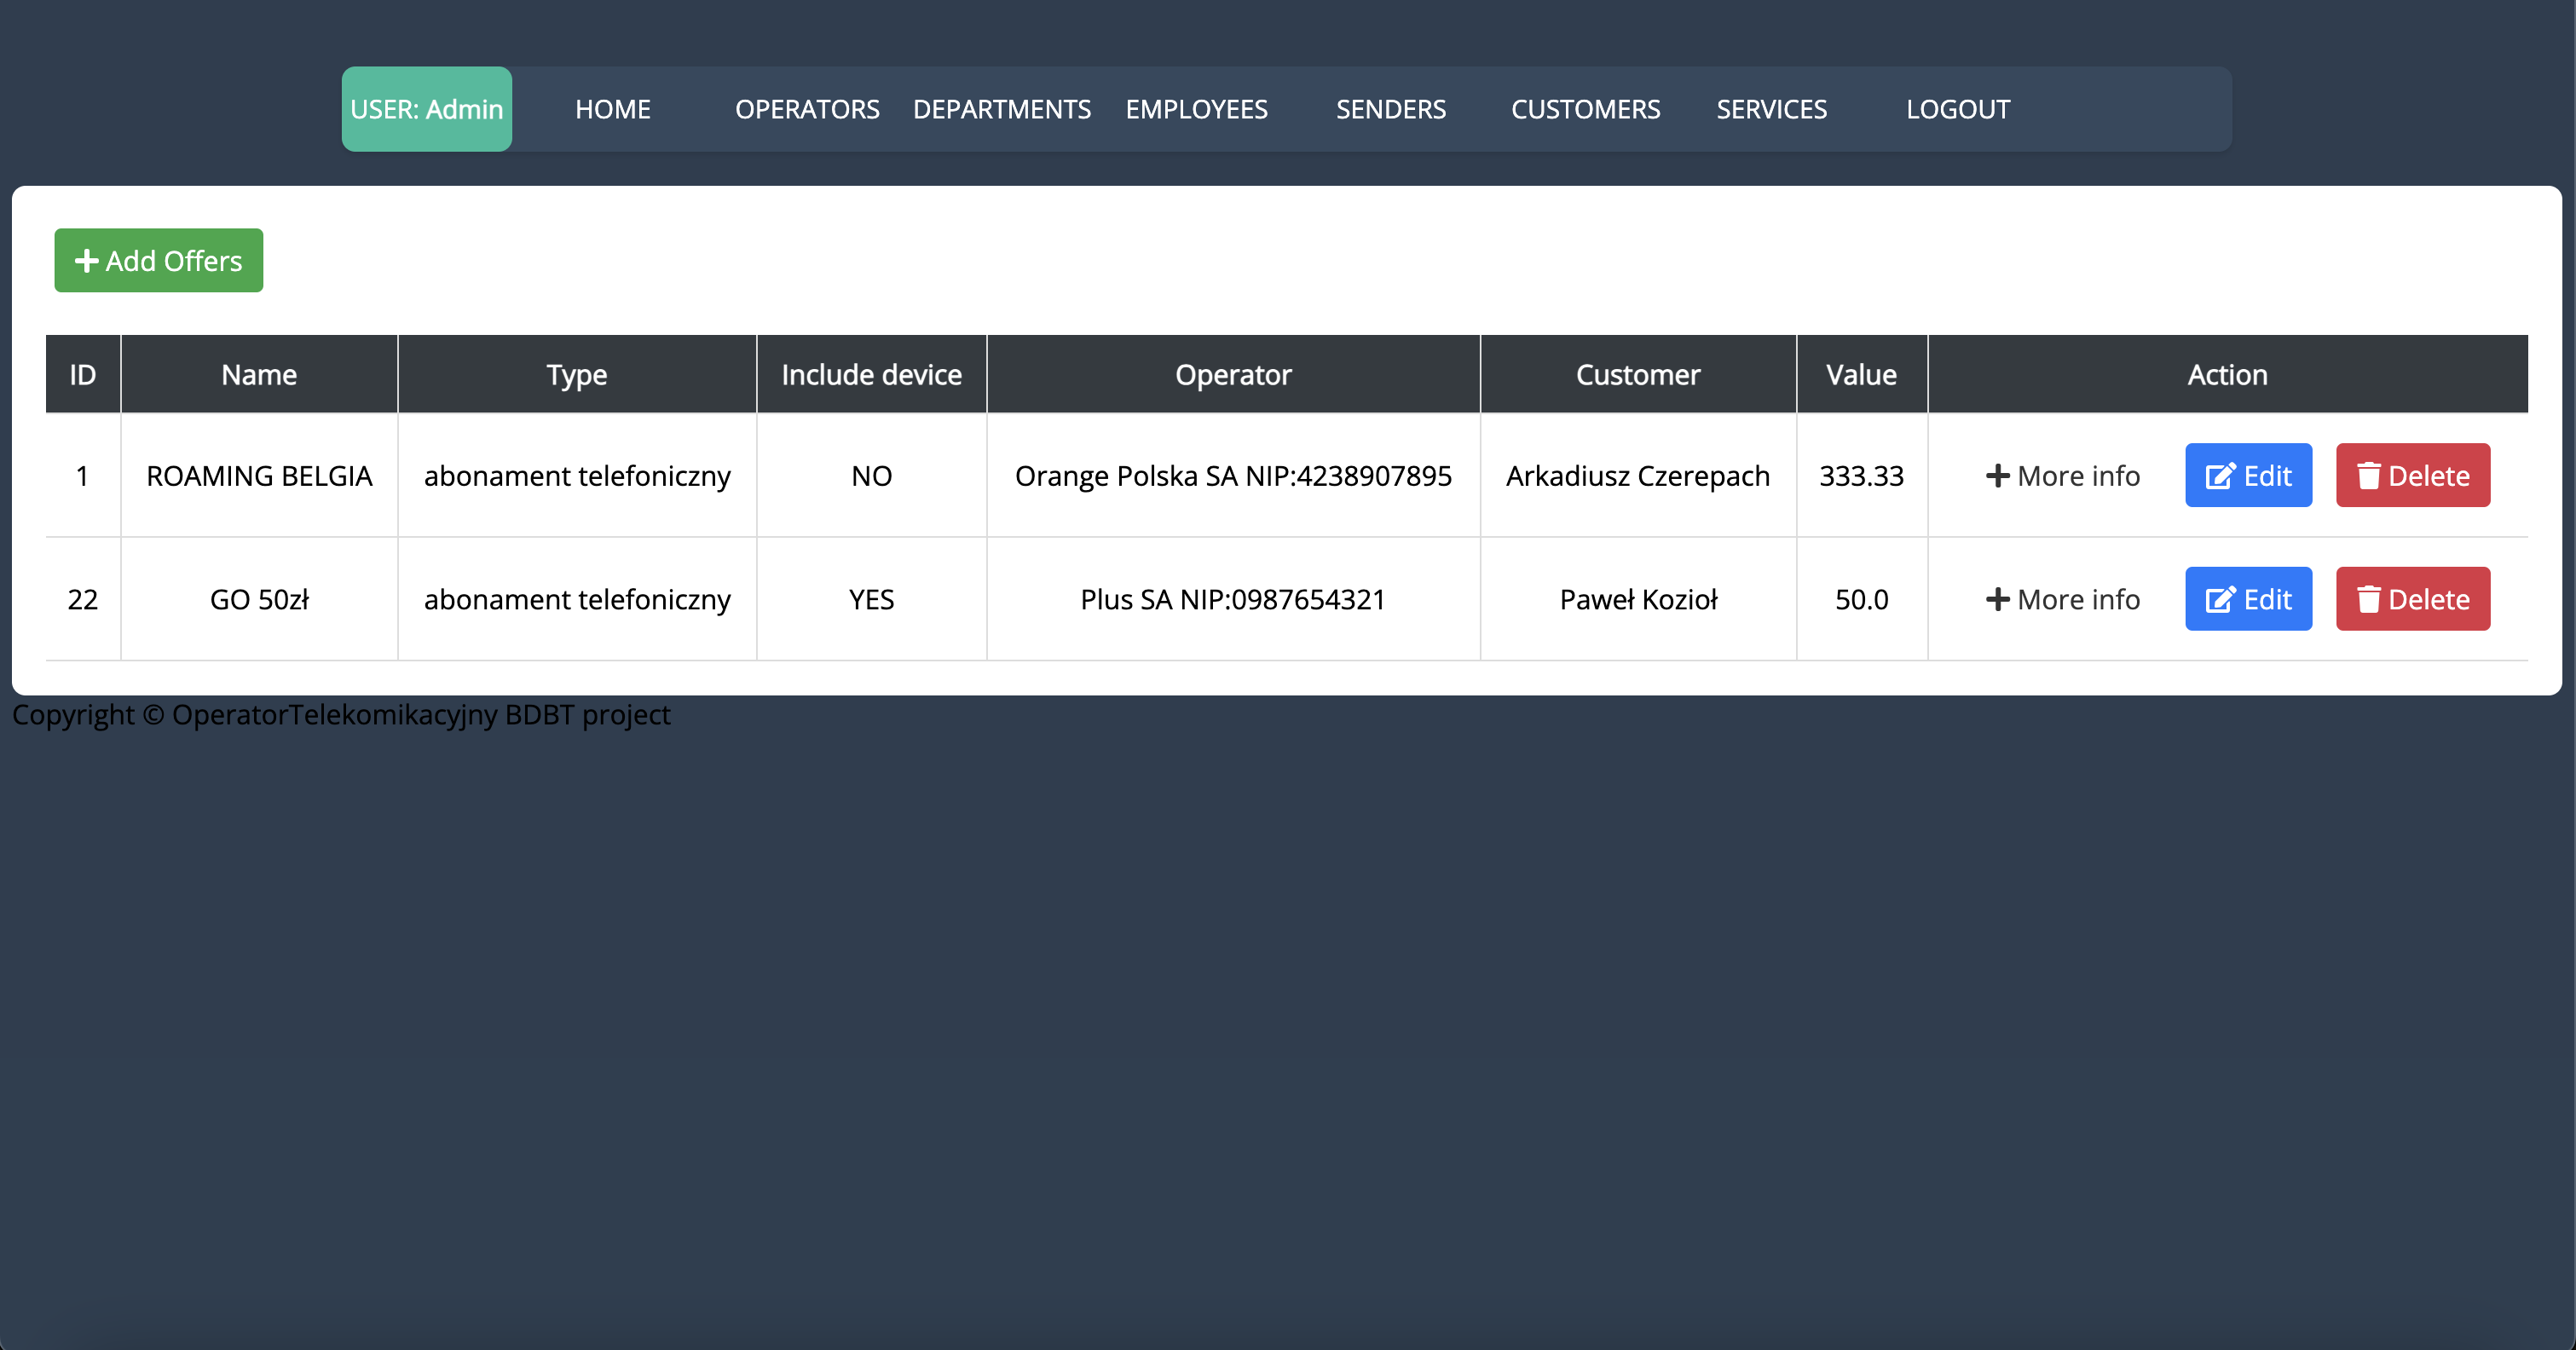 USER: Admin HOME OPERATORS DEPARTMENTS EMPLOYEES SENDERS CUSTOMERS SERVICES LOGOUT
Add Offers
ID Name Type Include device Operator Customer Value Action
1 ROAMING BELGIA abonament telefoniczny NO Orange Polska SA NIP:4238907895 Arkadiusz Czerepach 333.33 More info Edit Delete
22 GO 50zł abonament telefoniczny YES Plus SA NIP:0987654321 Paweł Kozioł 50.0 More info Edit Delete
Copyright © OperatorTelekomikacyjny BDBT project